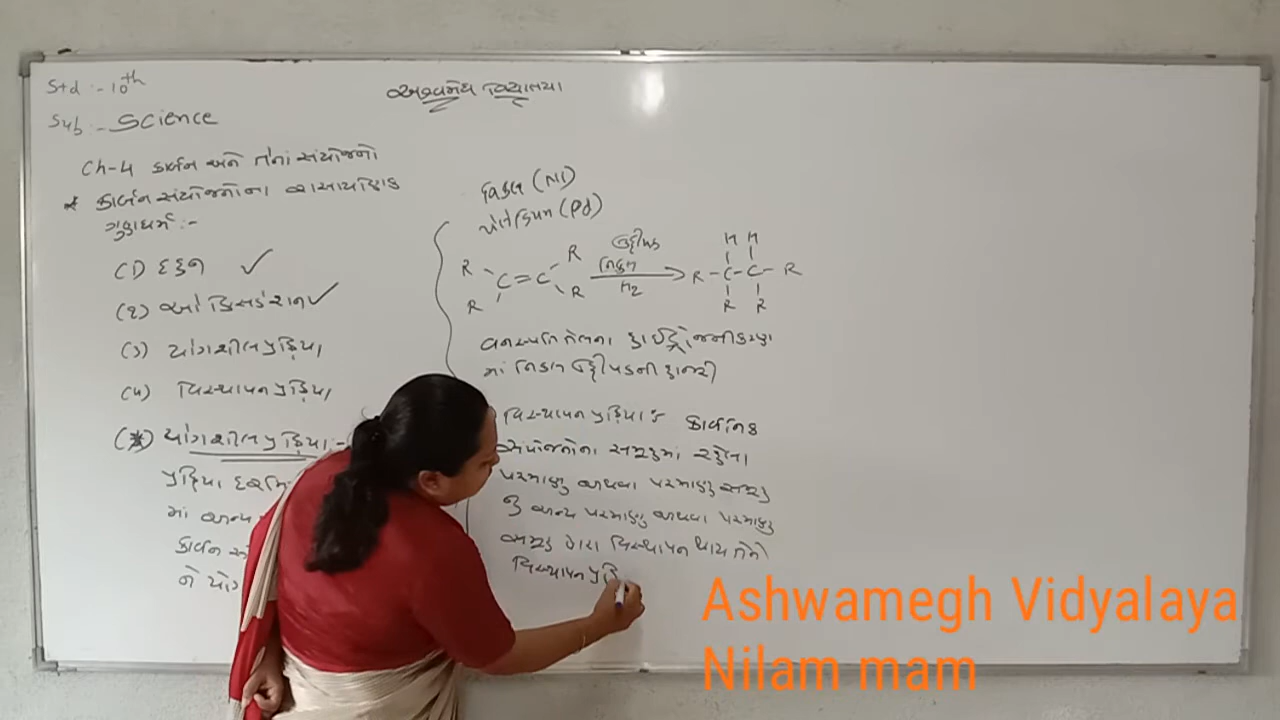 Std :- 10th
Sub :- Science
અશ્વમેઘ વિદ્યાલયા
Ch-4 કાર્બન અને તેનાં સંયોજનો
* કાર્બન સંયોજનોના રાસાયણિક
ગુણધર્મ :-
(1) દહન ✓
(2) ઓક્સિડેશન ✓
(3) યોગશીલ પ્રક્રિયા
(4) વિસ્થાપન પ્રક્રિયા
યોગશીલ પ્રક્રિયા :-
પ્રક્રિયા
માં અન્ય
કાર્બન
ને
નિકલ (Ni)
પેલેડિયમ (Pd)
R R ઉદ્દીપક H H
C = C નિકલ → R - C - C - R
R R H2 R R
વનસ્પતિ તેલના હાઈડ્રોજનીકરણ
માં નિકલ ઉદ્દીપકની હાજરી
વિસ્થાપન પ્રક્રિયા : કાર્બનિક
સંયોજનોના સમૂહમાં રહેલા
પરમાણુ અથવા પરમાણુ સમૂહ
નુ અન્ય પરમાણુ અથવા પરમાણુ
સમૂહ દ્વારા વિસ્થાપન થાય તેને
વિસ્થાપન
Ashwamegh Vidyalaya
Nilam mam